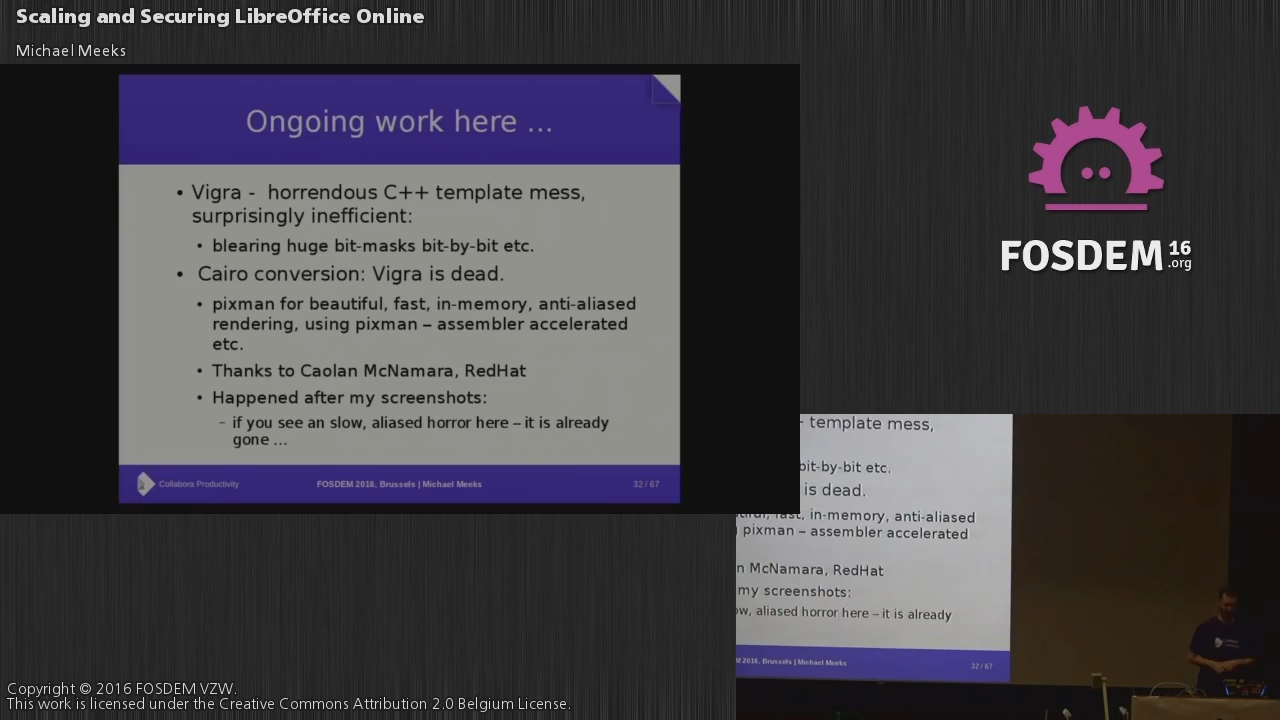 Scaling and Securing LibreOffice Online
Michael Meeks
Ongoing work here ...
• Vigra - horrendous C++ template mess,
surprisingly inefficient:
• blearing huge bit-masks bit-by-bit etc.
• Cairo conversion: Vigra is dead.
• pixman for beautiful, fast, in-memory, anti-aliased
rendering, using pixman – assembler accelerated
etc.
• Thanks to Caolan McNamara, RedHat
• Happened after my screenshots:
– if you see an slow, aliased horror here – it is already
gone ...
Collabora Productivity
FOSDEM 2016, Brussels | Michael Meeks
32 / 67
FOSDEM 16
.org
template mess,
bit-by-bit etc.
is dead.
fast, in-memory, anti-aliased
pixman – assembler accelerated
McNamara, RedHat
my screenshots:
aliased horror here – it is already
2016, Brussels | Michael Meeks
32 / 67
Copyright © 2016 FOSDEM VZW.
This work is licensed under the Creative Commons Attribution 2.0 Belgium License.